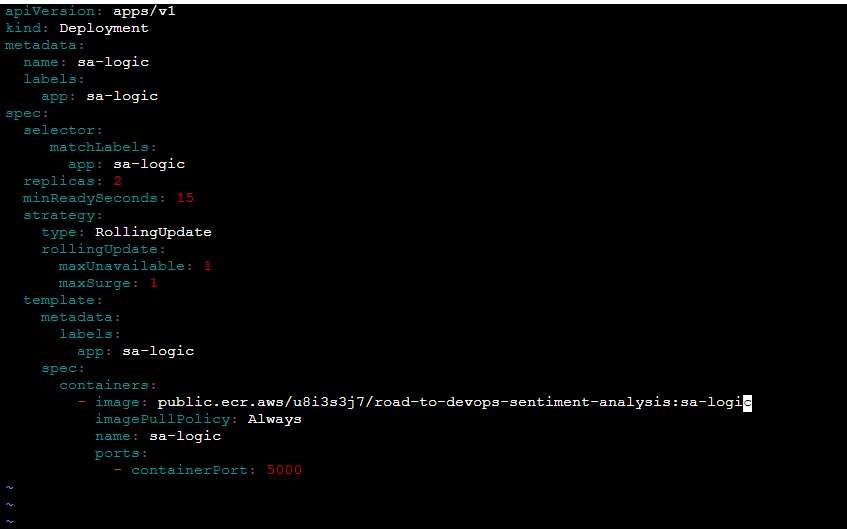 apiVersion: apps/v1
kind: Deployment
metadata:
  name: sa-logic
  labels:
    app: sa-logic
spec:
  selector:
     matchLabels:
       app: sa-logic
  replicas: 2
  minReadySeconds: 15
  strategy:
    type: RollingUpdate
    rollingUpdate:
      maxUnavailable: 1
      maxSurge: 1
  template:
    metadata:
      labels:
        app: sa-logic
    spec:
      containers:
        - image: public.ecr.aws/u8i3s3j7/road-to-devops-sentiment-analysis:sa-logic
          imagePullPolicy: Always
          name: sa-logic
          ports:
            - containerPort: 5000
~
~
~